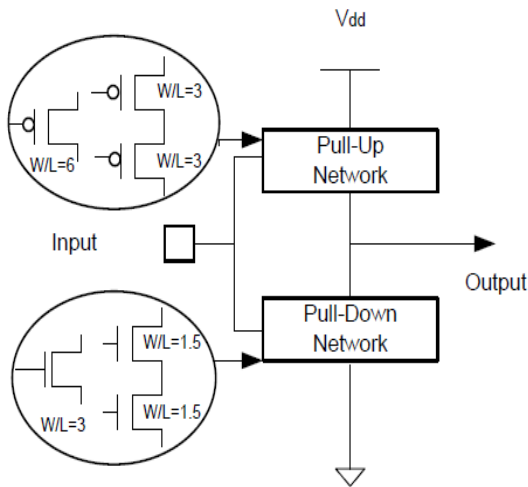 Vdd
W/L=3
W/L=6
W/L=3
Pull-Up
Network
Input
Output
Pull-Down
Network
W/L=1.5
W/L=3
W/L=1.5